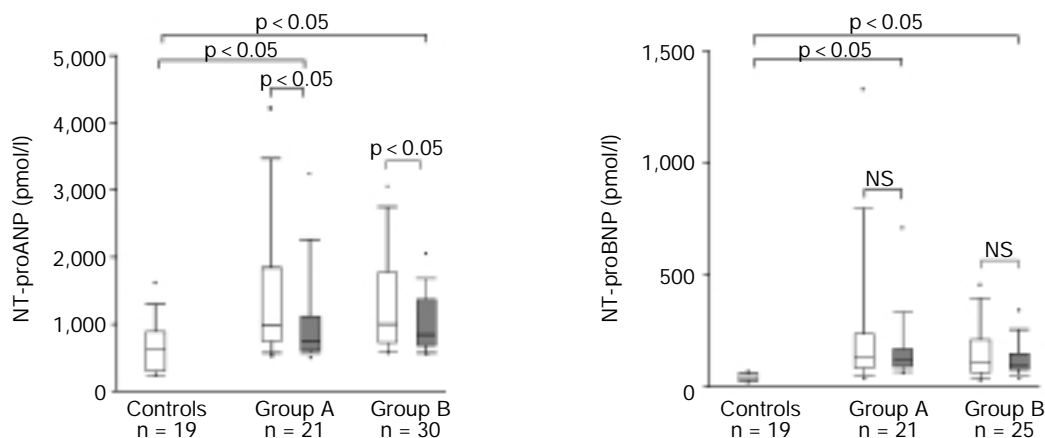 p < 0.05
p < 0.05
p < 0.05
p < 0.05
NT-proANP (pmol/l)
5,000
4,000
3,000
2,000
1,000
0
Controls
n = 19
Group A
n = 21
Group B
n = 30
p < 0.05
p < 0.05
NS
NS
NT-proBNP (pmol/l)
1,500
1,000
500
0
Controls
n = 19
Group A
n = 21
Group B
n = 25